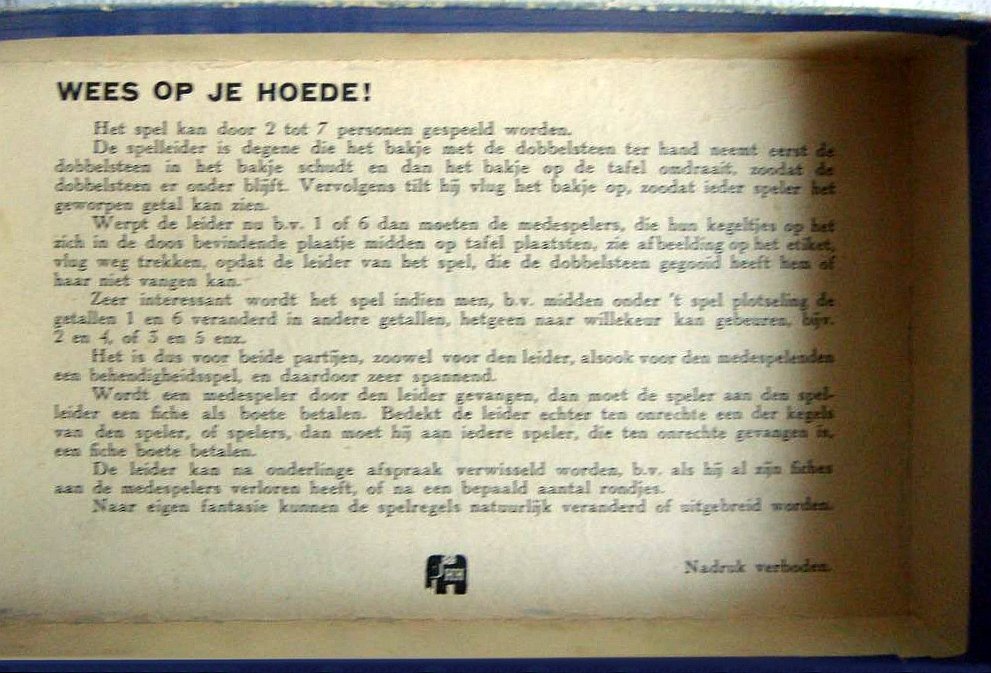 WEES OP JE HOEDE!
Het spel kan door 2 tot 7 personen gespeeld worden.
De spelleider is degene die het bakje met de dobbelsteen ter hand neemt eerst de
dobbelsteen in het bakje schudt en dan het bakje op de tafel omdraait, zoodat de
dobbelsteen er onder blijft. Vervolgens tilt hij vlug het bakje op, zoodat ieder speler het
geworpen getal kan zien.
Werpt de leider nu b.v. 1 of 6 dan moeten de medespelers, die hun kegeltjes op het
zich in de doos bevindende plaatje midden op tafel plaatsten, zie afbeelding op het etiket,
vlug weg trekken, opdat de leider van het spel, die de dobbelsteen gegooid heeft hem of
haar niet vangen kan.
Zeer interessant wordt het spel indien men, b.v. midden onder 't spel plotseling de
getallen 1 en 6 veranderd in andere getallen, hetgeen naar willekeur kan gebeuren, bijv.
2 en 4, of 3 en 5 enz.
Het is dus voor beide partijen, zoowel voor den leider, alsook voor den medespelenden
een behendigheidsspel, en daardoor zeer spannend.
Wordt een medespeler door den leider gevangen, dan moet de speler aan den spel-
leider een fiche als boete betalen. Bedekt de leider echter ten onrechte een der kegels
van den speler, of spelers, dan moet hij aan iedere speler, die ten onrechte gevangen is,
een fiche boete betalen.
De leider kan na onderlinge afspraak verwisseld worden, b.v. als hij al zijn fiches
aan de medespelers verloren heeft, of na een bepaald aantal rondjes.
Naar eigen fantasie kunnen de spelregels natuurlijk veranderd of uitgebreid worden.
Nadruk verboden.